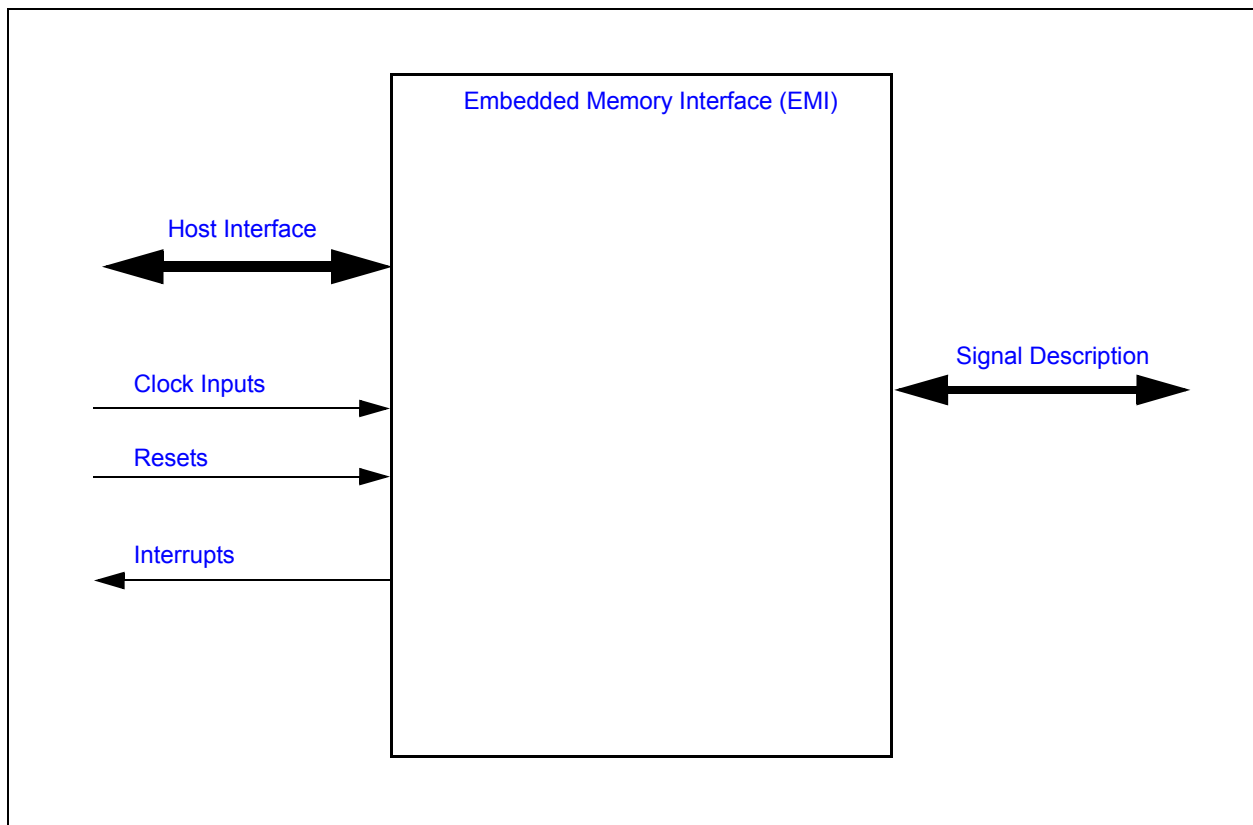 Embedded Memory Interface (EMI)
Host Interface
Signal Description
Clock Inputs
Resets
Interrupts